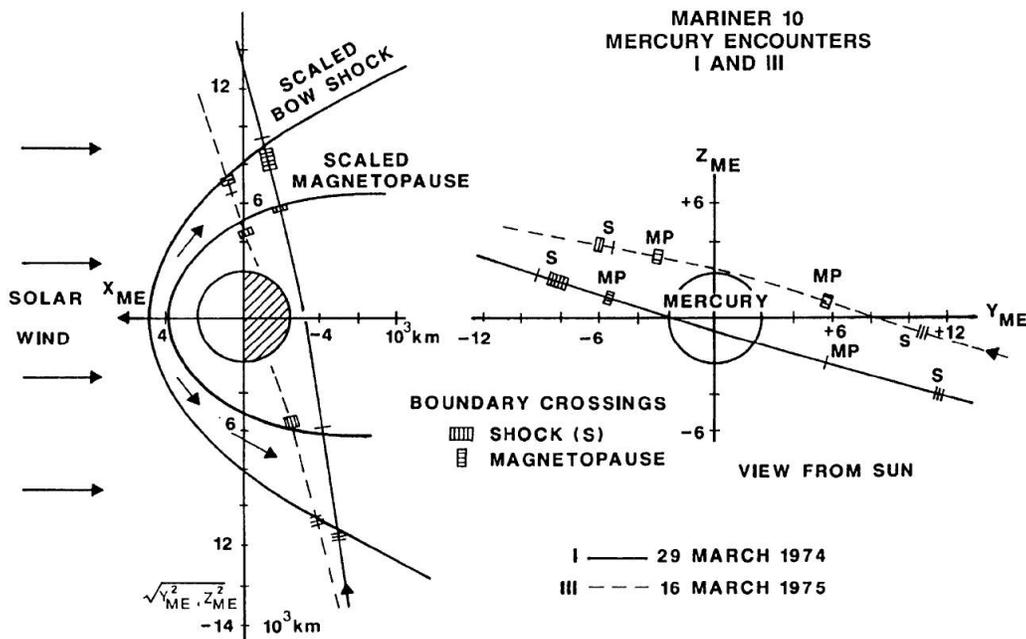 MARINER 10
MERCURY ENCOUNTERS
I AND III
12
SCALED
BOW SHOCK
SCALED
MAGNETOPAUSE
6
X_ME
SOLAR
WIND
4
-4
10³km
6
12
√Y²_ME, Z²_ME
-14
10³km
Z_ME
+6
S
MP
S
MP
MP
MERCURY
Y_ME
-12
-6
+6
S
+12
MP
S
-6
BOUNDARY CROSSINGS
SHOCK (S)
MAGNETOPAUSE
VIEW FROM SUN
I 29 MARCH 1974
III 16 MARCH 1975